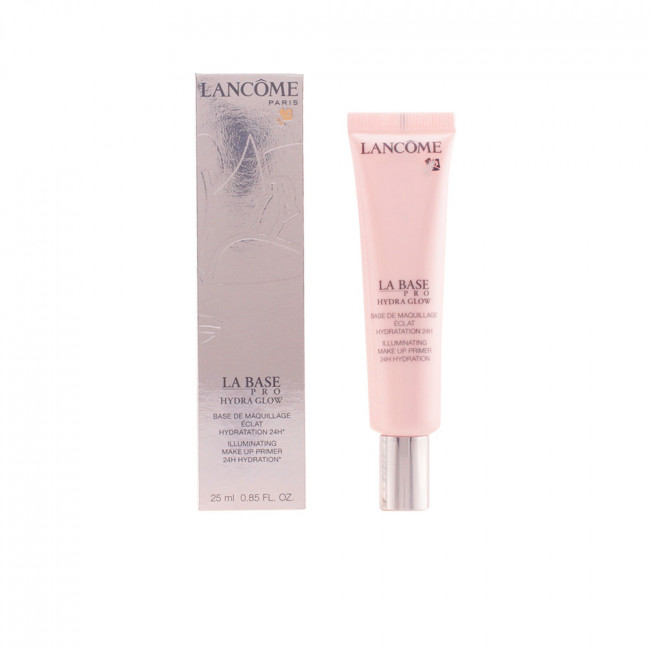 LANCÔME
PARIS
LA BASE
PRO
HYDRA GLOW
BASE DE MAQUILLAGE
ÉCLAT
HYDRATATION 24H*
ILLUMINATING
MAKE UP PRIMER
24H HYDRATION*
25 ml 0.85 FL. OZ.
LANCÔME
LA BASE
PRO
HYDRA GLOW
BASE DE MAQUILLAGE
ÉCLAT
HYDRATATION 24H
ILLUMINATING
MAKE UP PRIMER
24H HYDRATION